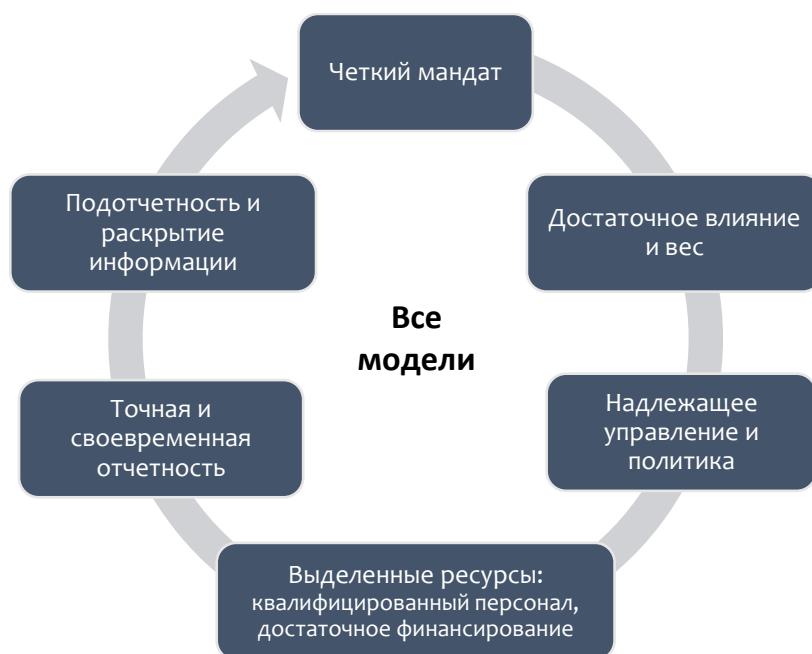 Четкий мандат
Достаточное влияние
и вес
Надлежащее
управление и
политика
Выделенные ресурсы:
квалифицированный персонал,
достаточное финансирование
Точная и
своевременная
отчетность
Подотчетность и
раскрытие
информации
Все
модели